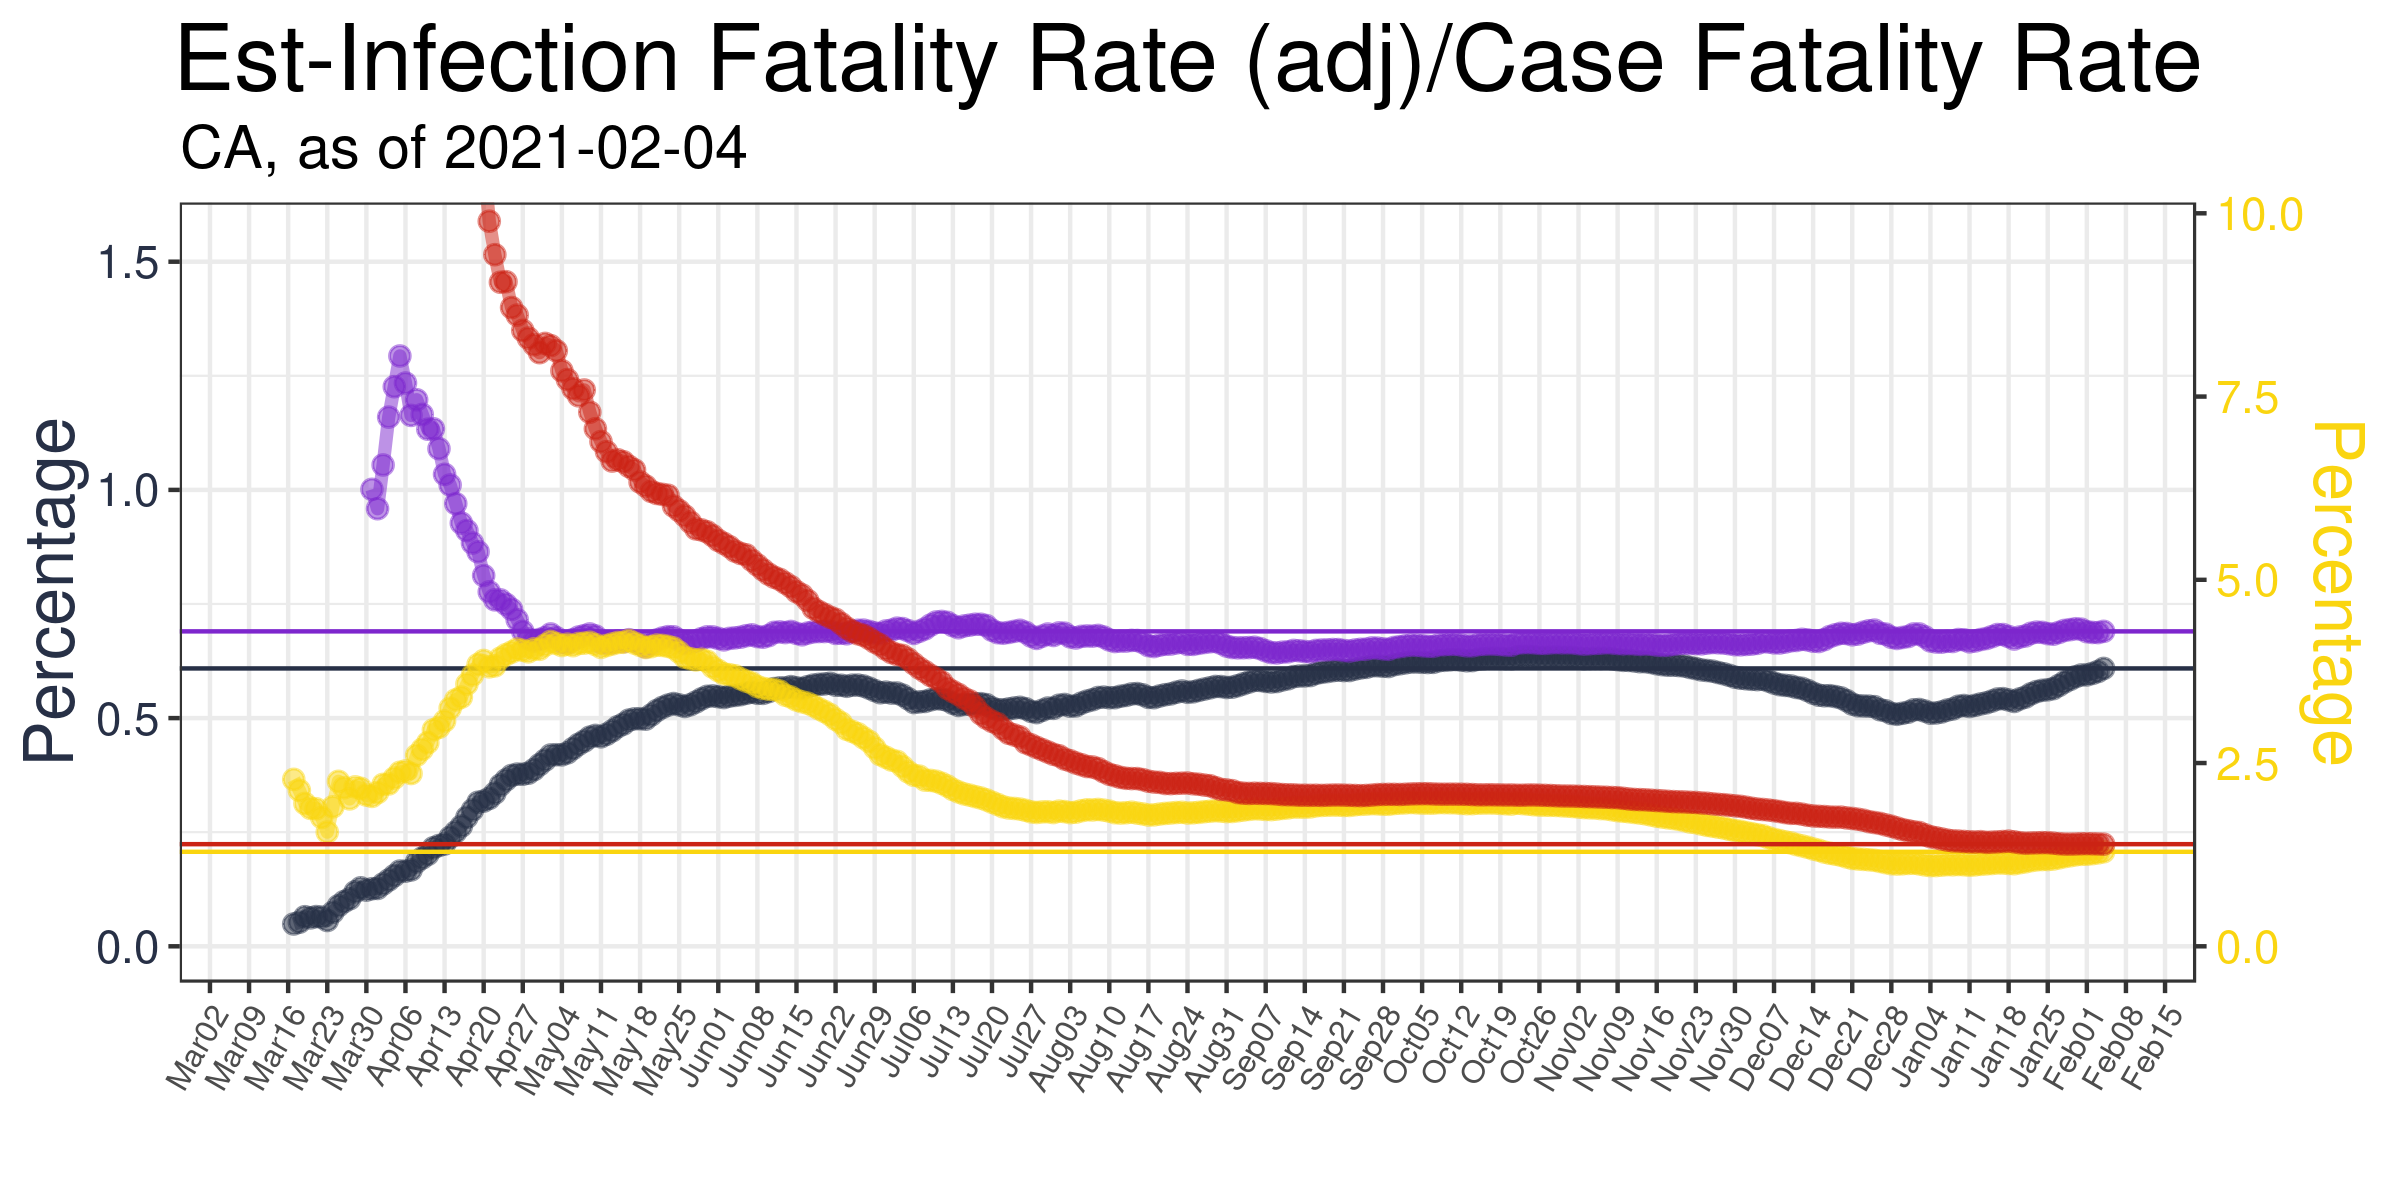 Est-Infection Fatality Rate (adj)/Case Fatality Rate
CA, as of 2021-02-04
Percentage
1.5
1.0
0.5
0.0
10.0
7.5
5.0
2.5
0.0
Percentage
Mar02
Mar09
Mar16
Mar23
Mar30
Apr06
Apr13
Apr20
Apr27
May04
May11
May18
May25
Jun01
Jun08
Jun15
Jun22
Jun29
Jul06
Jul13
Jul20
Jul27
Aug03
Aug10
Aug17
Aug24
Aug31
Sep07
Sep14
Sep21
Sep28
Oct05
Oct12
Oct19
Oct26
Nov02
Nov09
Nov16
Nov23
Nov30
Dec07
Dec14
Dec21
Dec28
Jan04
Jan11
Jan18
Jan25
Feb01
Feb08
Feb15